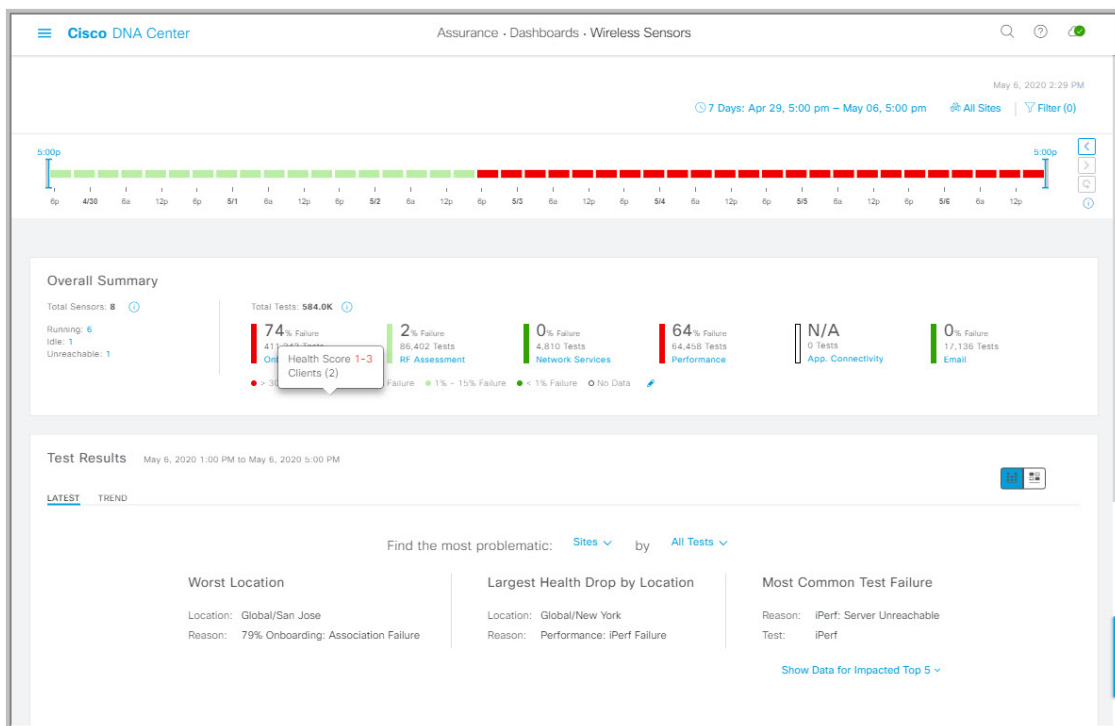 Cisco DNA Center
Assurance · Dashboards · Wireless Sensors
May 6, 2020 2:29 PM
7 Days: Apr 29, 5:00 pm – May 06, 5:00 pm All Sites Filter (0)
5:00p 5:00p
6p 4/30 6a 12p 6p 5/1 6a 12p 6p 5/2 6a 12p 6p 5/3 6a 12p 6p 5/4 6a 12p 6p 5/5 6a 12p 6p 5/6 6a 12p
Overall Summary
Total Sensors: 8
Running: 6
Idle: 1
Unreachable: 1
Total Tests: 584.0K
74% Failure 2% Failure 0% Failure 64% Failure N/A 0% Failure
Tests 86,402 Tests 4,810 Tests 64,458 Tests 0 Tests 17,136 Tests
RF Assessment Network Services Performance App. Connectivity Email
Health Score 1-3
Clients (2)
Failure 1% - 15% Failure < 1% Failure No Data
Test Results May 6, 2020 1:00 PM to May 6, 2020 5:00 PM
LATEST TREND
Find the most problematic: Sites by All Tests
Worst Location
Location: Global/San Jose
Reason: 79% Onboarding: Association Failure
Largest Health Drop by Location
Location: Global/New York
Reason: Performance: iPerf Failure
Most Common Test Failure
Reason: iPerf: Server Unreachable
Test: iPerf
Show Data for Impacted Top 5